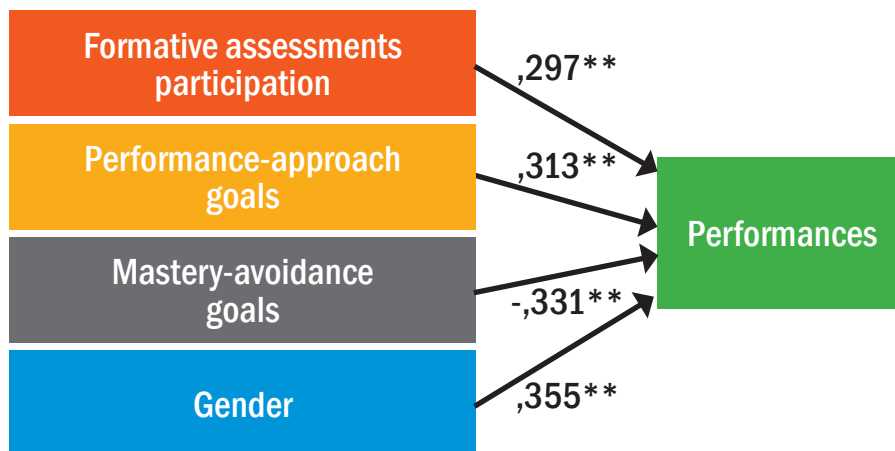 Formative assessments
participation
,297**
Performance-approach
goals
,313**
Performances
Mastery-avoidance
goals
-,331**
Gender
,355**